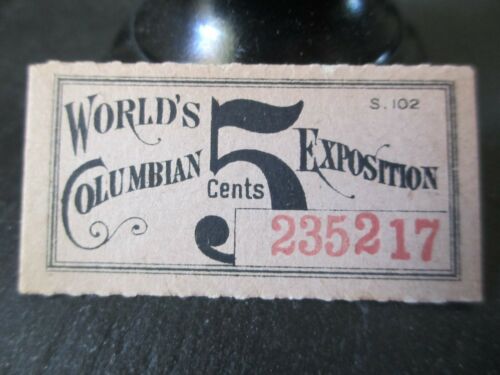 S. 102
WORLD'S
COLUMBIAN 5 EXPOSITION
Cents
235217